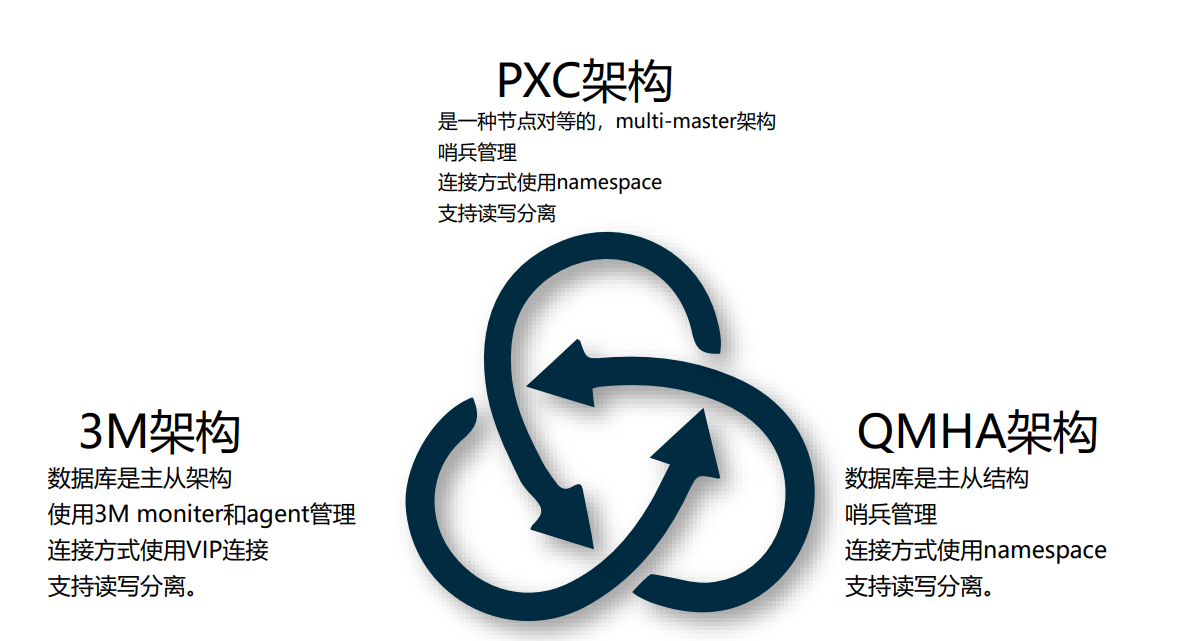 PXC架构
是一种节点对等的，multi-master架构
哨兵管理
连接方式使用namespace
支持读写分离
3M架构
数据库是主从架构
使用3M moniter和agent管理
连接方式使用VIP连接
支持读写分离。
QMHA架构
数据库是主从结构
哨兵管理
连接方式使用namespace
支持读写分离。